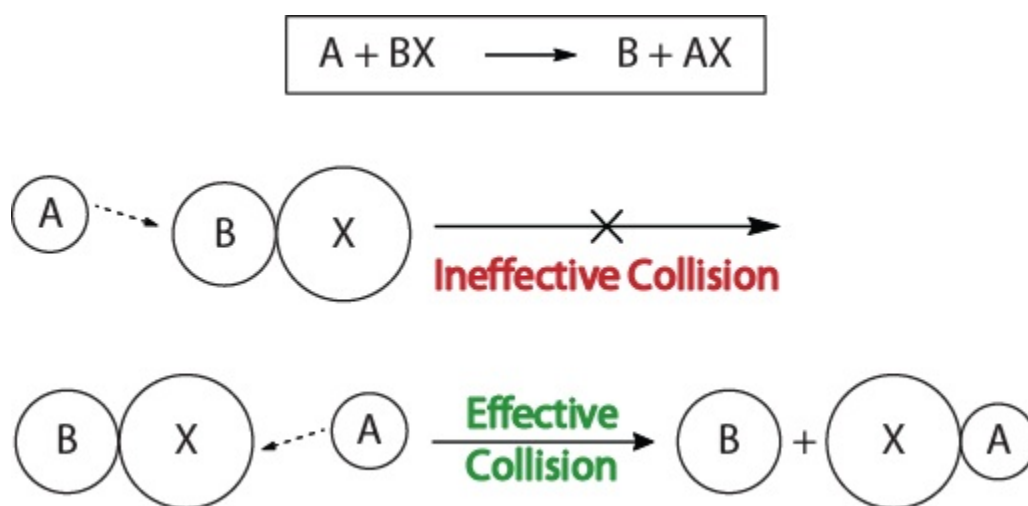 A + BX ⟶ B + AX
A B X
Ineffective Collision
B X A Effective B + X A
Collision